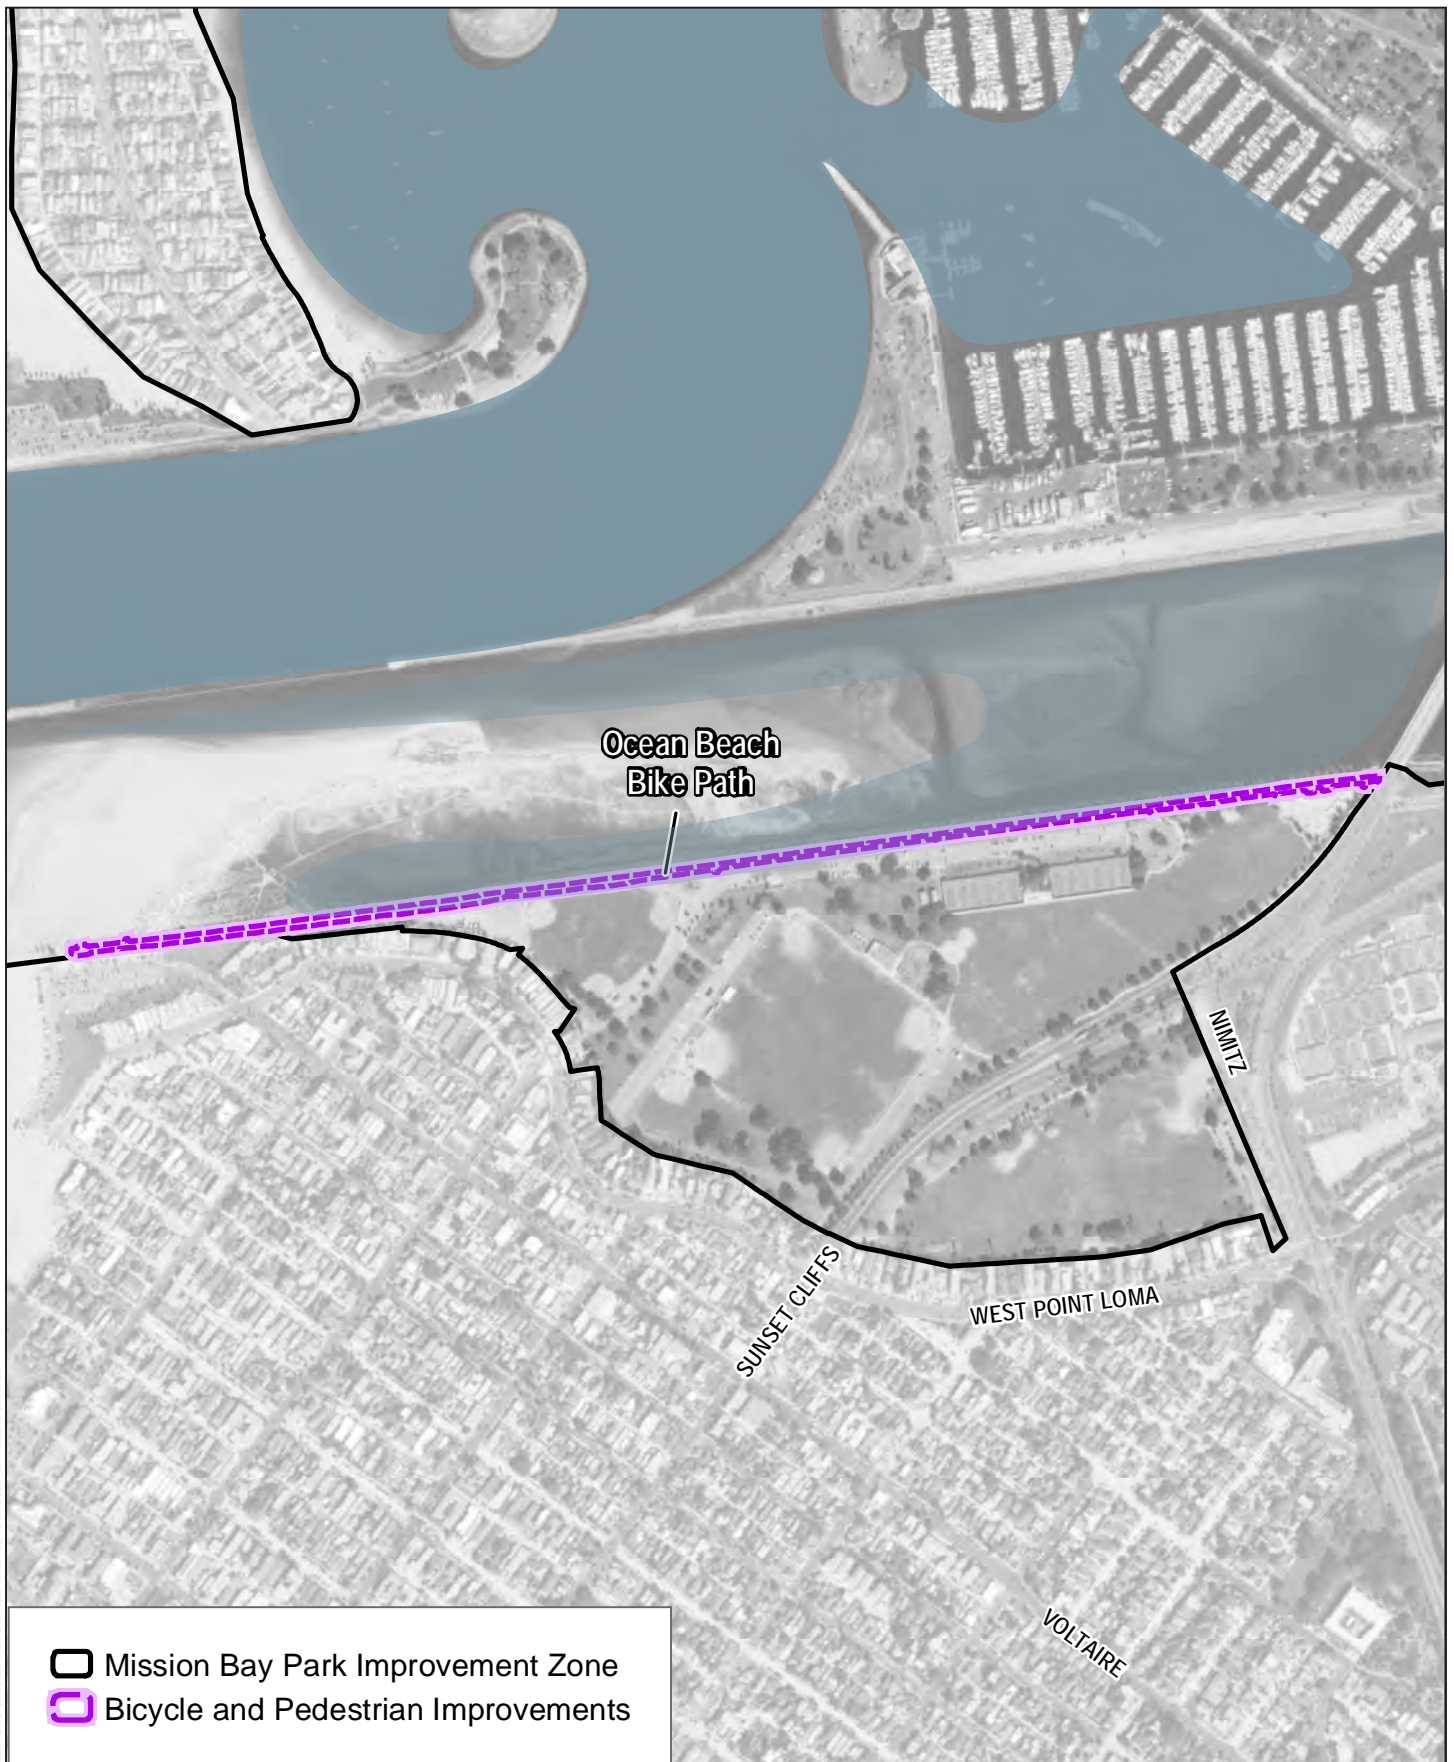 Ocean Beach
Bike Path
NIMITZ
SUNSET CLIFFS
WEST POINT LOMA
VOLTAIRE
Mission Bay Park Improvement Zone
Bicycle and Pedestrian Improvements